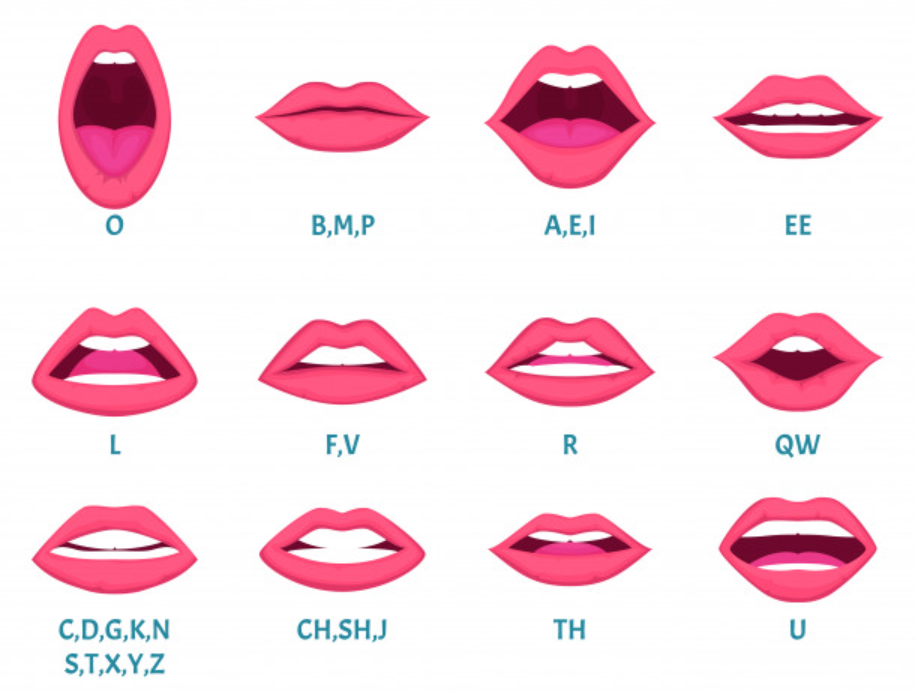 O
B,M,P
A,E,I
EE
L
F,V
R
QW
C,D,G,K,N
S,T,X,Y,Z
CH,SH,J
TH
U